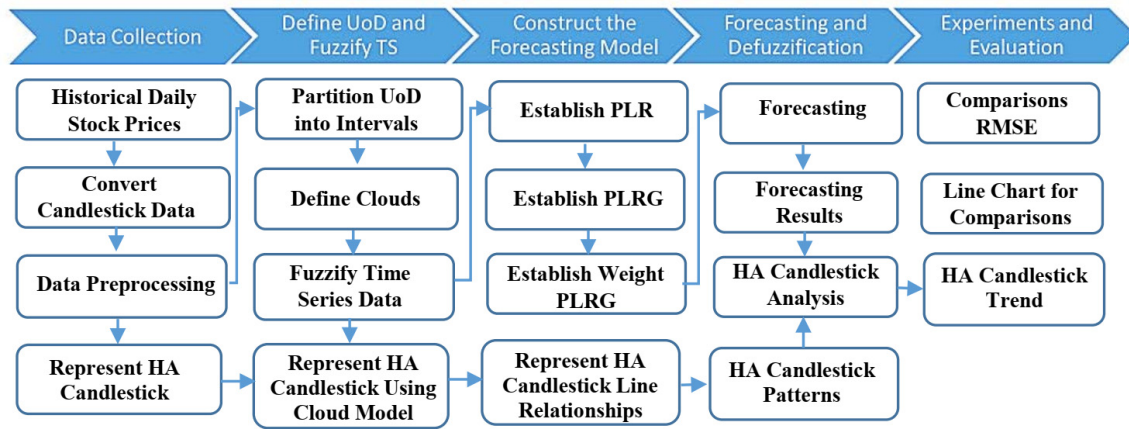 Data Collection
Define UoD and
Fuzzify TS
Construct the
Forecasting Model
Forecasting and
Defuzzification
Experiments and
Evaluation
Historical Daily
Stock Prices
Convert
Candlestick Data
Data Preprocessing
Represent HA
Candlestick
Partition UoD
into Intervals
Define Clouds
Fuzzify Time
Series Data
Represent HA
Candlestick Using
Cloud Model
Establish PLR
Establish PLRG
Establish Weight
PLRG
Represent HA
Candlestick Line
Relationships
Forecasting
Forecasting
Results
HA Candlestick
Analysis
HA Candlestick
Patterns
Comparisons
RMSE
Line Chart for
Comparisons
HA Candlestick
Trend